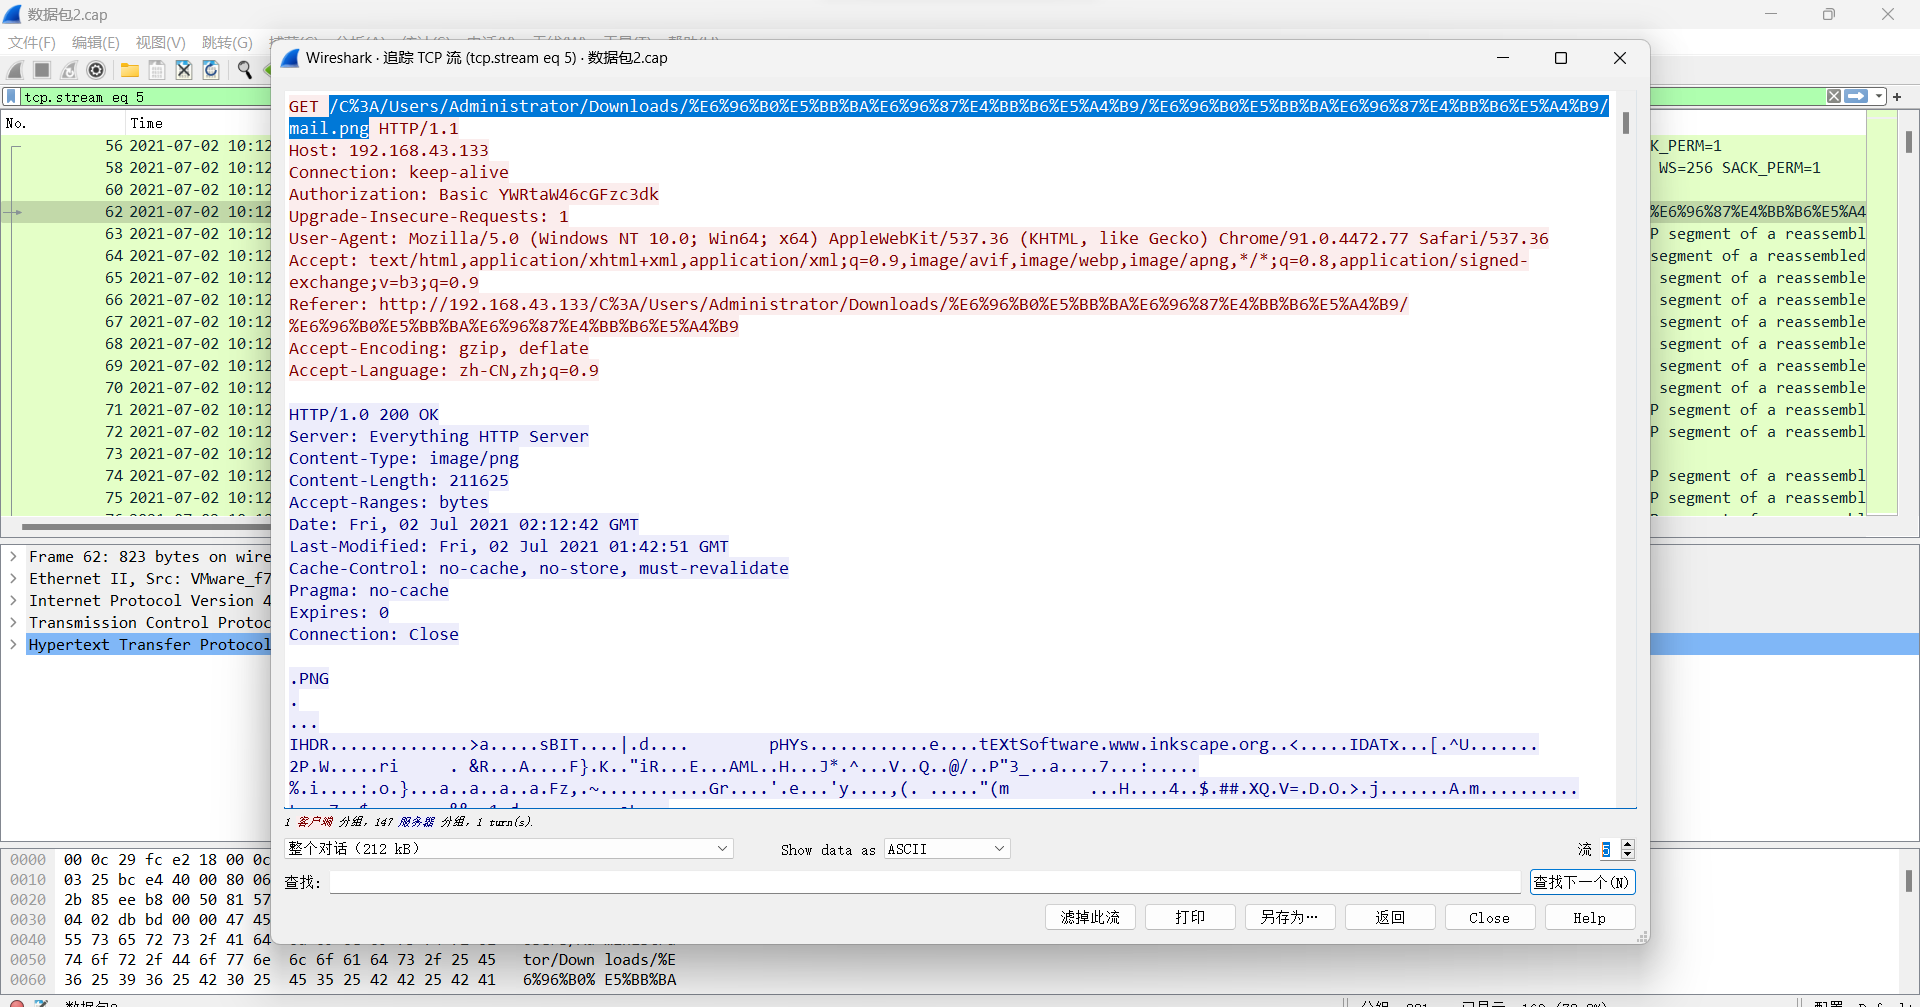 数据包2.cap
文件(F) 编辑(E) 视图(V) 跳转(G)
Wireshark · 追踪 TCP 流 (tcp.stream eq 5) · 数据包2.cap
tcp.stream eq 5
No. Time
56 2021-07-02 10:12
58 2021-07-02 10:12
60 2021-07-02 10:12
62 2021-07-02 10:12
63 2021-07-02 10:12
64 2021-07-02 10:12
65 2021-07-02 10:12
66 2021-07-02 10:12
67 2021-07-02 10:12
68 2021-07-02 10:12
69 2021-07-02 10:12
70 2021-07-02 10:12
71 2021-07-02 10:12
72 2021-07-02 10:12
73 2021-07-02 10:12
74 2021-07-02 10:12
75 2021-07-02 10:12
K_PERM=1
WS=256 SACK_PERM=1
%E6%96%87%E4%BB%B6%E5%A4
P segment of a reassembl
segment of a reassembled
segment of a reassemble
segment of a reassemble
segment of a reassemble
segment of a reassemble
segment of a reassemble
segment of a reassemble
P segment of a reassembl
P segment of a reassembl
P segment of a reassembl
P segment of a reassembl
GET /C%3A/Users/Administrator/Downloads/%E6%96%B0%E5%BB%BA%E6%96%87%E4%BB%B6%E5%A4%B9/%E6%96%B0%E5%BB%BA%E6%96%87%E4%BB%B6%E5%A4%B9/
mail.png HTTP/1.1
Host: 192.168.43.133
Connection: keep-alive
Authorization: Basic YWRtaW46cGFzc3dk
Upgrade-Insecure-Requests: 1
User-Agent: Mozilla/5.0 (Windows NT 10.0; Win64; x64) AppleWebKit/537.36 (KHTML, like Gecko) Chrome/91.0.4472.77 Safari/537.36
Accept: text/html,application/xhtml+xml,application/xml;q=0.9,image/avif,image/webp,image/apng,*/*;q=0.8,application/signed-
exchange;v=b3;q=0.9
Referer: http://192.168.43.133/C%3A/Users/Administrator/Downloads/%E6%96%B0%E5%BB%BA%E6%96%87%E4%BB%B6%E5%A4%B9/
%E6%96%B0%E5%BB%BA%E6%96%87%E4%BB%B6%E5%A4%B9
Accept-Encoding: gzip, deflate
Accept-Language: zh-CN,zh;q=0.9
HTTP/1.0 200 OK
Server: Everything HTTP Server
Content-Type: image/png
Content-Length: 211625
Accept-Ranges: bytes
Date: Fri, 02 Jul 2021 02:12:42 GMT
Last-Modified: Fri, 02 Jul 2021 01:42:51 GMT
Cache-Control: no-cache, no-store, must-revalidate
Pragma: no-cache
Expires: 0
Connection: Close
.PNG
.
...
IHDR..............>a.....sBIT....|.d.... pHYs............e....tEXtSoftware.www.inkscape.org..<.....IDATx...[.^U.......
2P.W.....ri . &R...A....F}.K.."iR...E...AML..H...J*.^...V..Q..@/..P"3_..a....7...:.....
%.i....:.o.}...a..a..a..a.Fz,.~...........Gr....'.e...'y....,(. ....."(m ...H....4..$.##.XQ.V=.D.O.>.j.......A.m..........
1 客户端 分组, 147 服务器 分组, 1 turn(s).
整个对话 (212 kB) Show data as ASCII 流 5
查找: 查找下一个(N)
滤掉此流 打印 另存为… 返回 Close Help
Frame 62: 823 bytes on wire
Ethernet II, Src: VMware_f7
Internet Protocol Version 4
Transmission Control Protoc
Hypertext Transfer Protocol
0000 00 0c 29 fc e2 18 00 0c
0010 03 25 bc e4 40 00 80 06
0020 2b 85 ee b8 00 50 81 57
0030 04 02 db bd 00 00 47 45
0040 55 73 65 72 73 2f 41 64
0050 74 6f 72 2f 44 6f 77 6e 6c 6f 61 64 73 2f 25 45 tor/Down loads/%E
0060 36 25 39 36 25 42 30 25 45 35 25 42 42 25 42 41 6%96%B0% E5%BB%BA